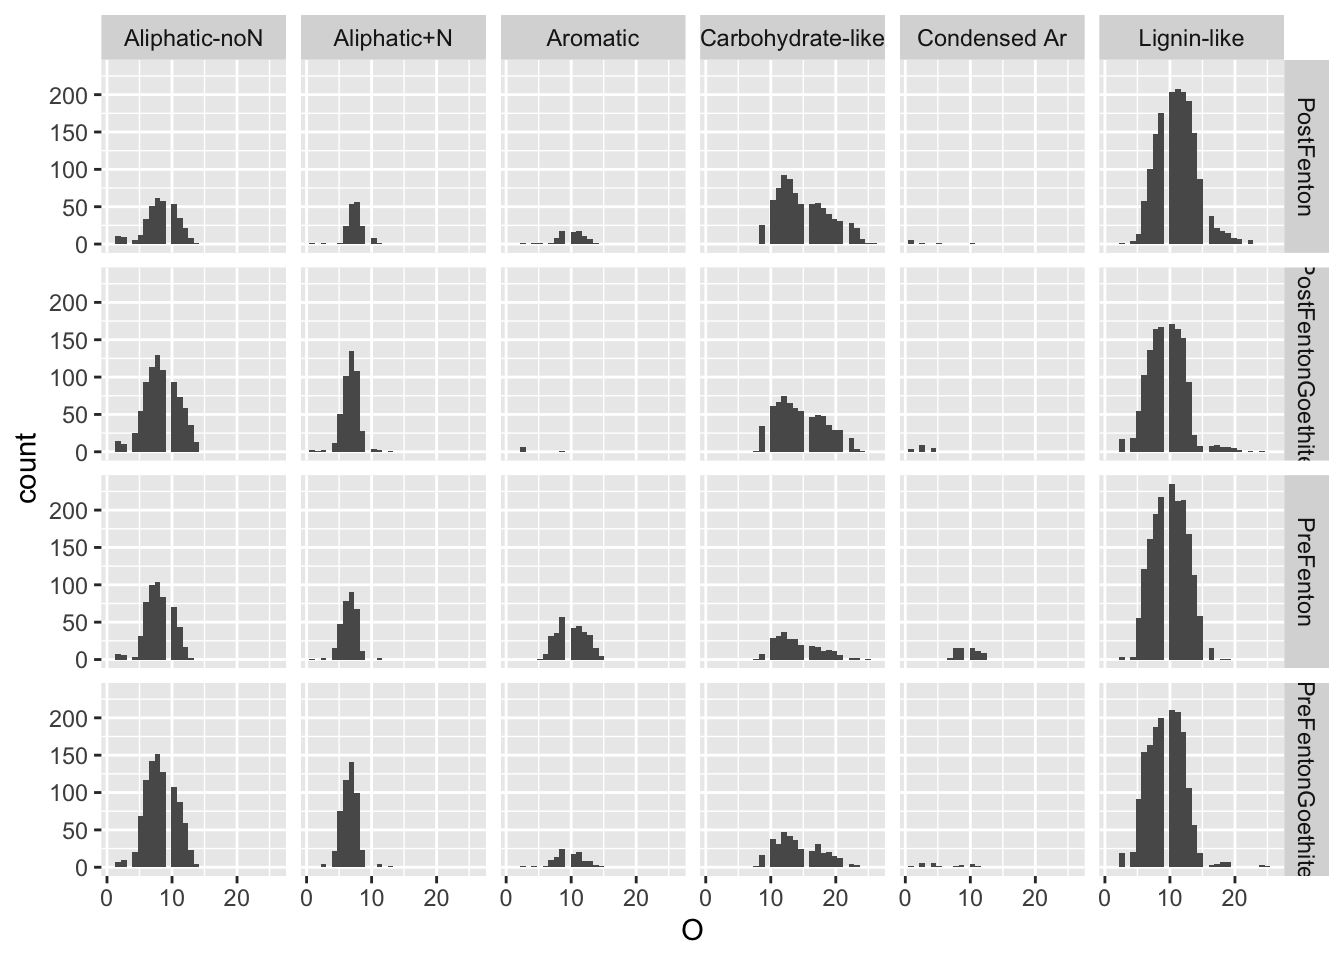 Aliphatic-noN Aliphatic+N Aromatic Carbohydrate-like Condensed Ar Lignin-like
200
150
100
50
0
PostFenton
200
150
100
50
0
PostFentonGoethite
200
150
100
50
0
PreFenton
200
150
100
50
0
PreFentonGoethite
count
0 10 20 0 10 20 0 10 20 0 10 20 0 10 20 0 10 20
O